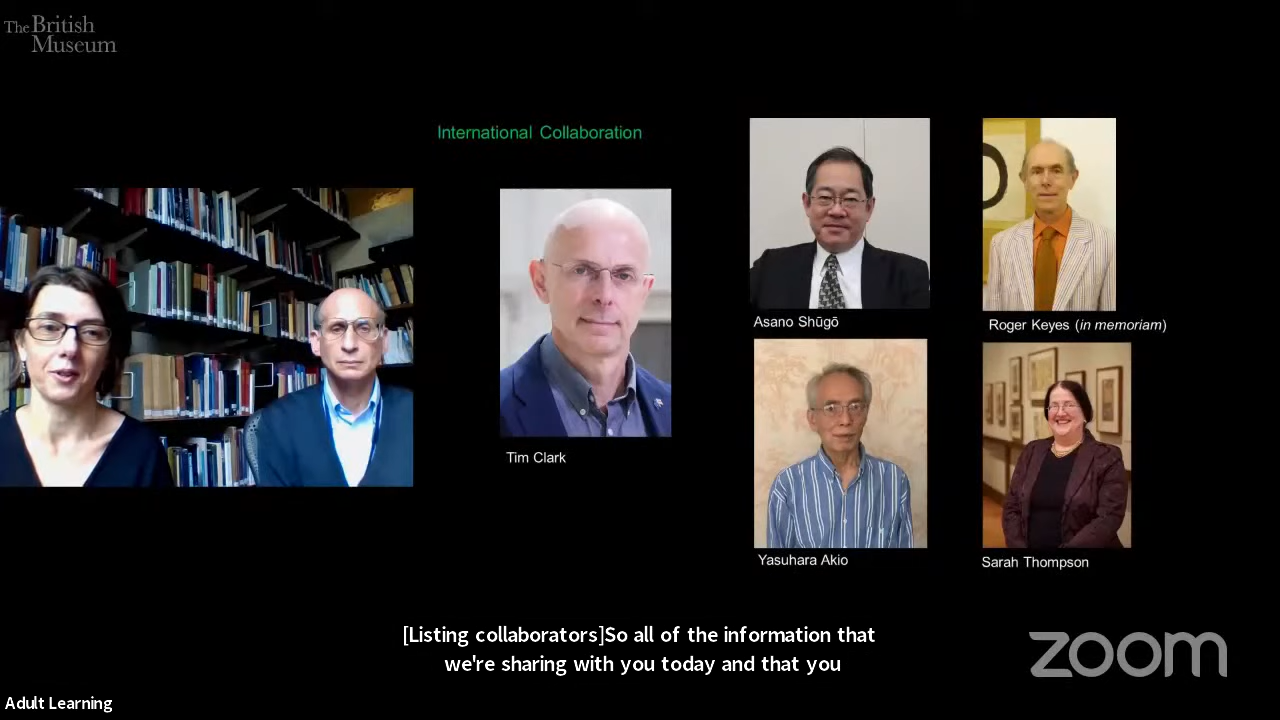 The British
Museum
International Collaboration
Asano Shūgō
Roger Keyes (in memoriam)
Tim Clark
Yasuhara Akio
Sarah Thompson
[Listing collaborators]So all of the information that
we're sharing with you today and that you
zoom
Adult Learning